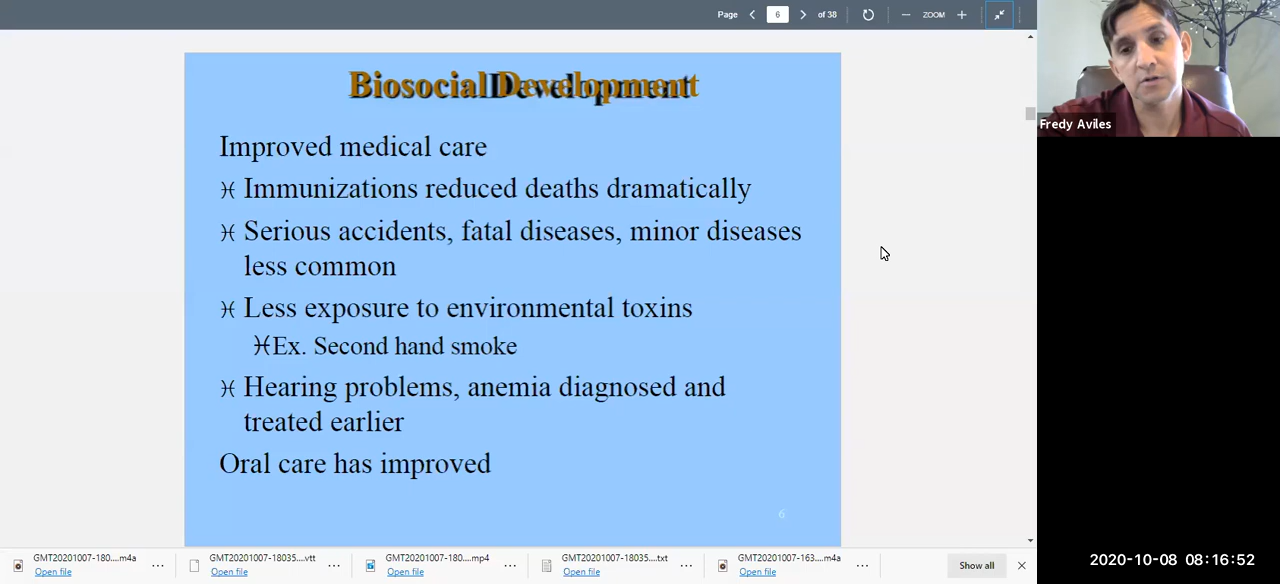 Page 6 of 38 ZOOM
Biosocial Development
Improved medical care
♓ Immunizations reduced deaths dramatically
♓ Serious accidents, fatal diseases, minor diseases
less common
♓ Less exposure to environmental toxins
♓Ex. Second hand smoke
♓ Hearing problems, anemia diagnosed and
treated earlier
Oral care has improved
6
Fredy Aviles
GMT20201007-180....m4a
Open file
GMT20201007-18035....vtt
Open file
GMT20201007-180....mp4
Open file
GMT20201007-18035....txt
Open file
GMT20201007-163....m4a
Open file
Show all
2020-10-08 08:16:52